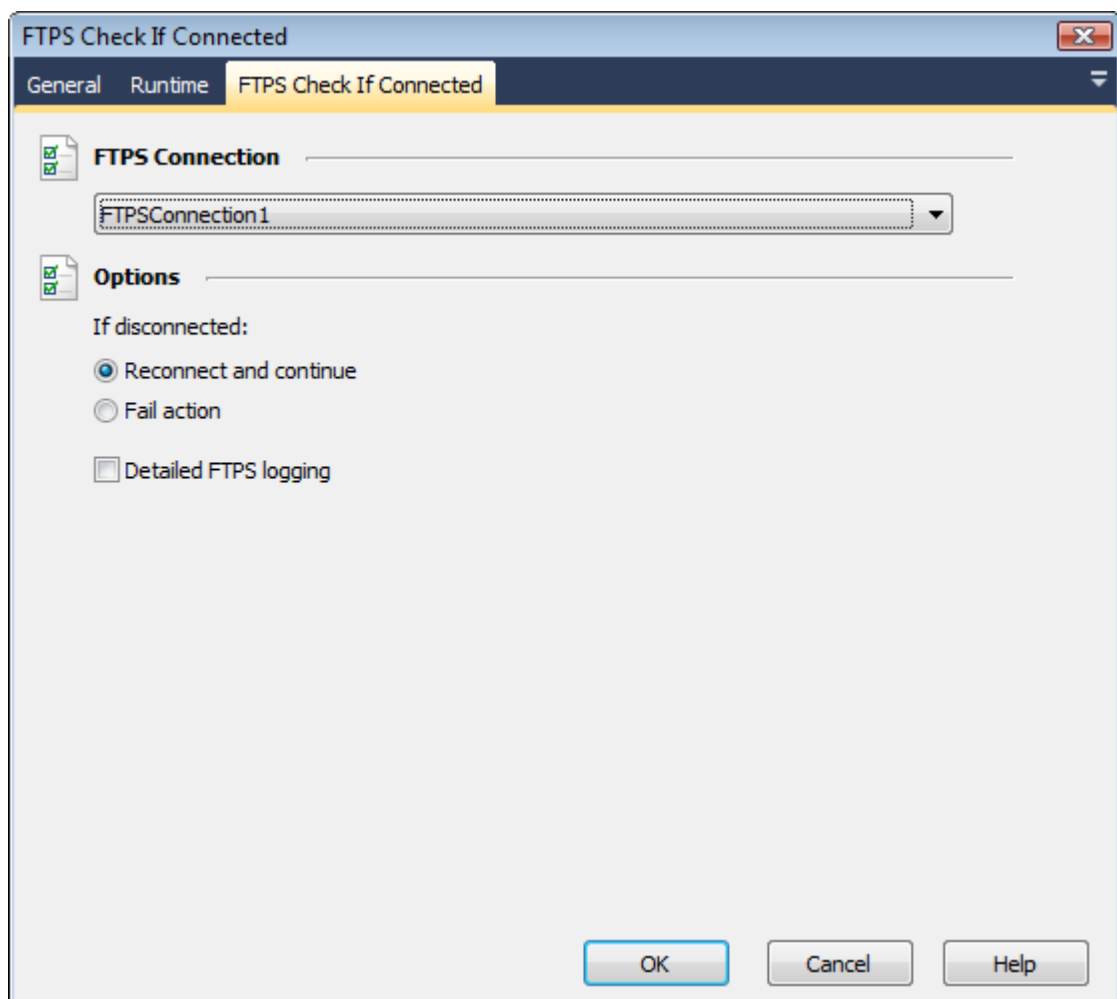 FTPS Check If Connected
General Runtime FTPS Check If Connected
FTPS Connection
FTPSConnection1
Options
If disconnected:
Reconnect and continue
Fail action
Detailed FTPS logging
OK Cancel Help